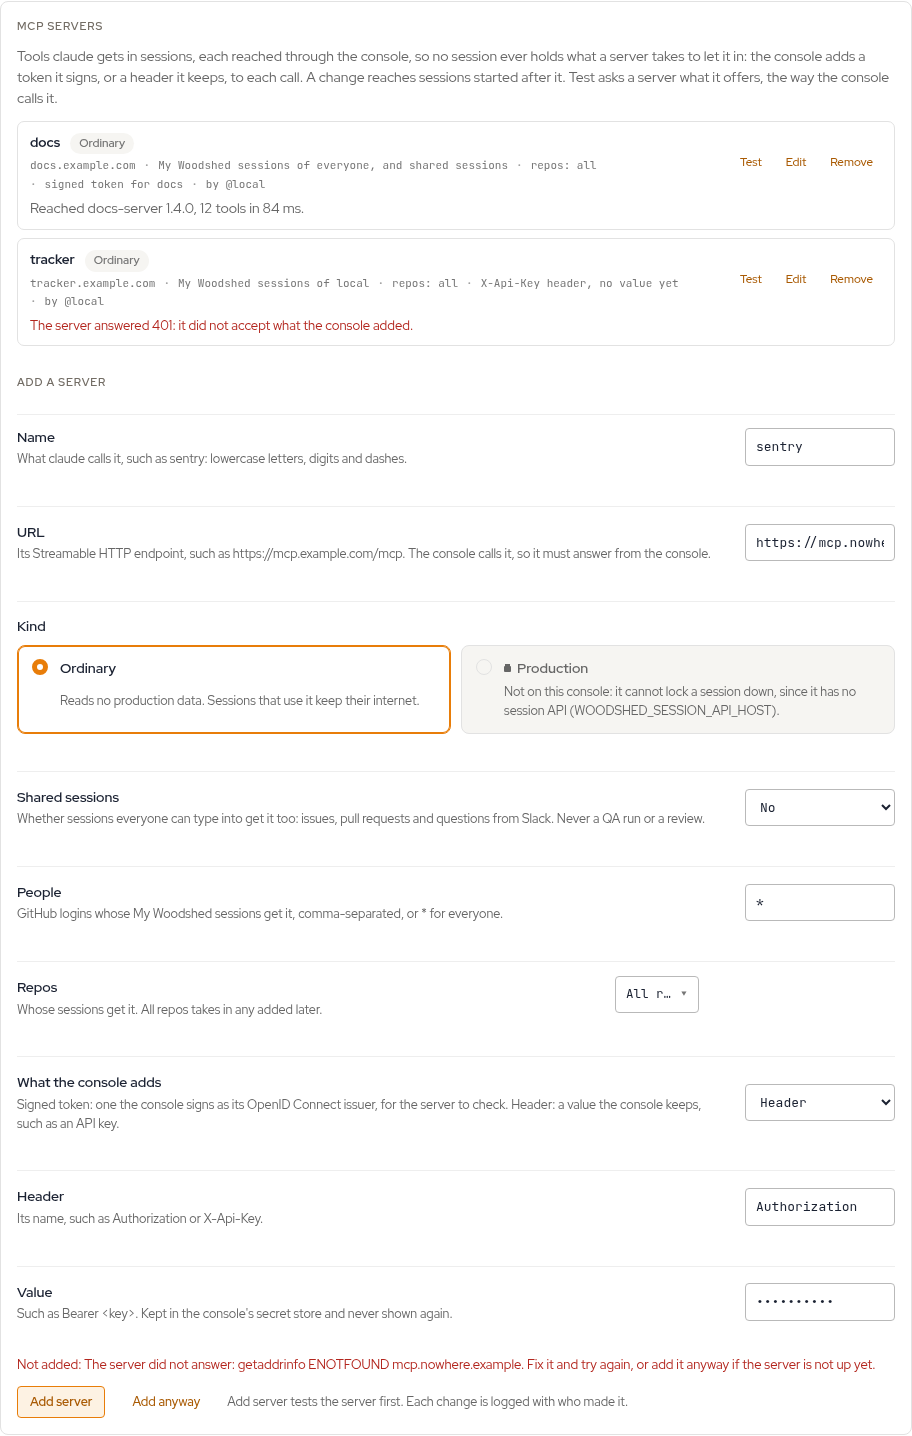 MCP SERVERS
Tools claude gets in sessions, each reached through the console, so no session ever holds what a server takes to let it in: the console adds a
token it signs, or a header it keeps, to each call. A change reaches sessions started after it. Test asks a server what it offers, the way the console
calls it.
docs Ordinary
docs.example.com · My Woodshed sessions of everyone, and shared sessions · repos: all
· signed token for docs · by @local
Test Edit Remove
Reached docs-server 1.4.0, 12 tools in 84 ms.
tracker Ordinary
tracker.example.com · My Woodshed sessions of local · repos: all · X-Api-Key header, no value yet
· by @local
Test Edit Remove
The server answered 401: it did not accept what the console added.
ADD A SERVER
Name
What claude calls it, such as sentry: lowercase letters, digits and dashes.
sentry
URL
Its Streamable HTTP endpoint, such as https://mcp.example.com/mcp. The console calls it, so it must answer from the console.
https://mcp.nowhe
Kind
Ordinary
Reads no production data. Sessions that use it keep their internet.
Production
Not on this console: it cannot lock a session down, since it has no
session API (WOODSHED_SESSION_API_HOST).
Shared sessions
Whether sessions everyone can type into get it too: issues, pull requests and questions from Slack. Never a QA run or a review.
No
People
GitHub logins whose My Woodshed sessions get it, comma-separated, or * for everyone.
*
Repos
Whose sessions get it. All repos takes in any added later.
All r… ▾
What the console adds
Signed token: one the console signs as its OpenID Connect issuer, for the server to check. Header: a value the console keeps,
such as an API key.
Header
Header
Its name, such as Authorization or X-Api-Key.
Authorization
Value
Such as Bearer <key>. Kept in the console's secret store and never shown again.
••••••••••
Not added: The server did not answer: getaddrinfo ENOTFOUND mcp.nowhere.example. Fix it and try again, or add it anyway if the server is not up yet.
Add server Add anyway Add server tests the server first. Each change is logged with who made it.